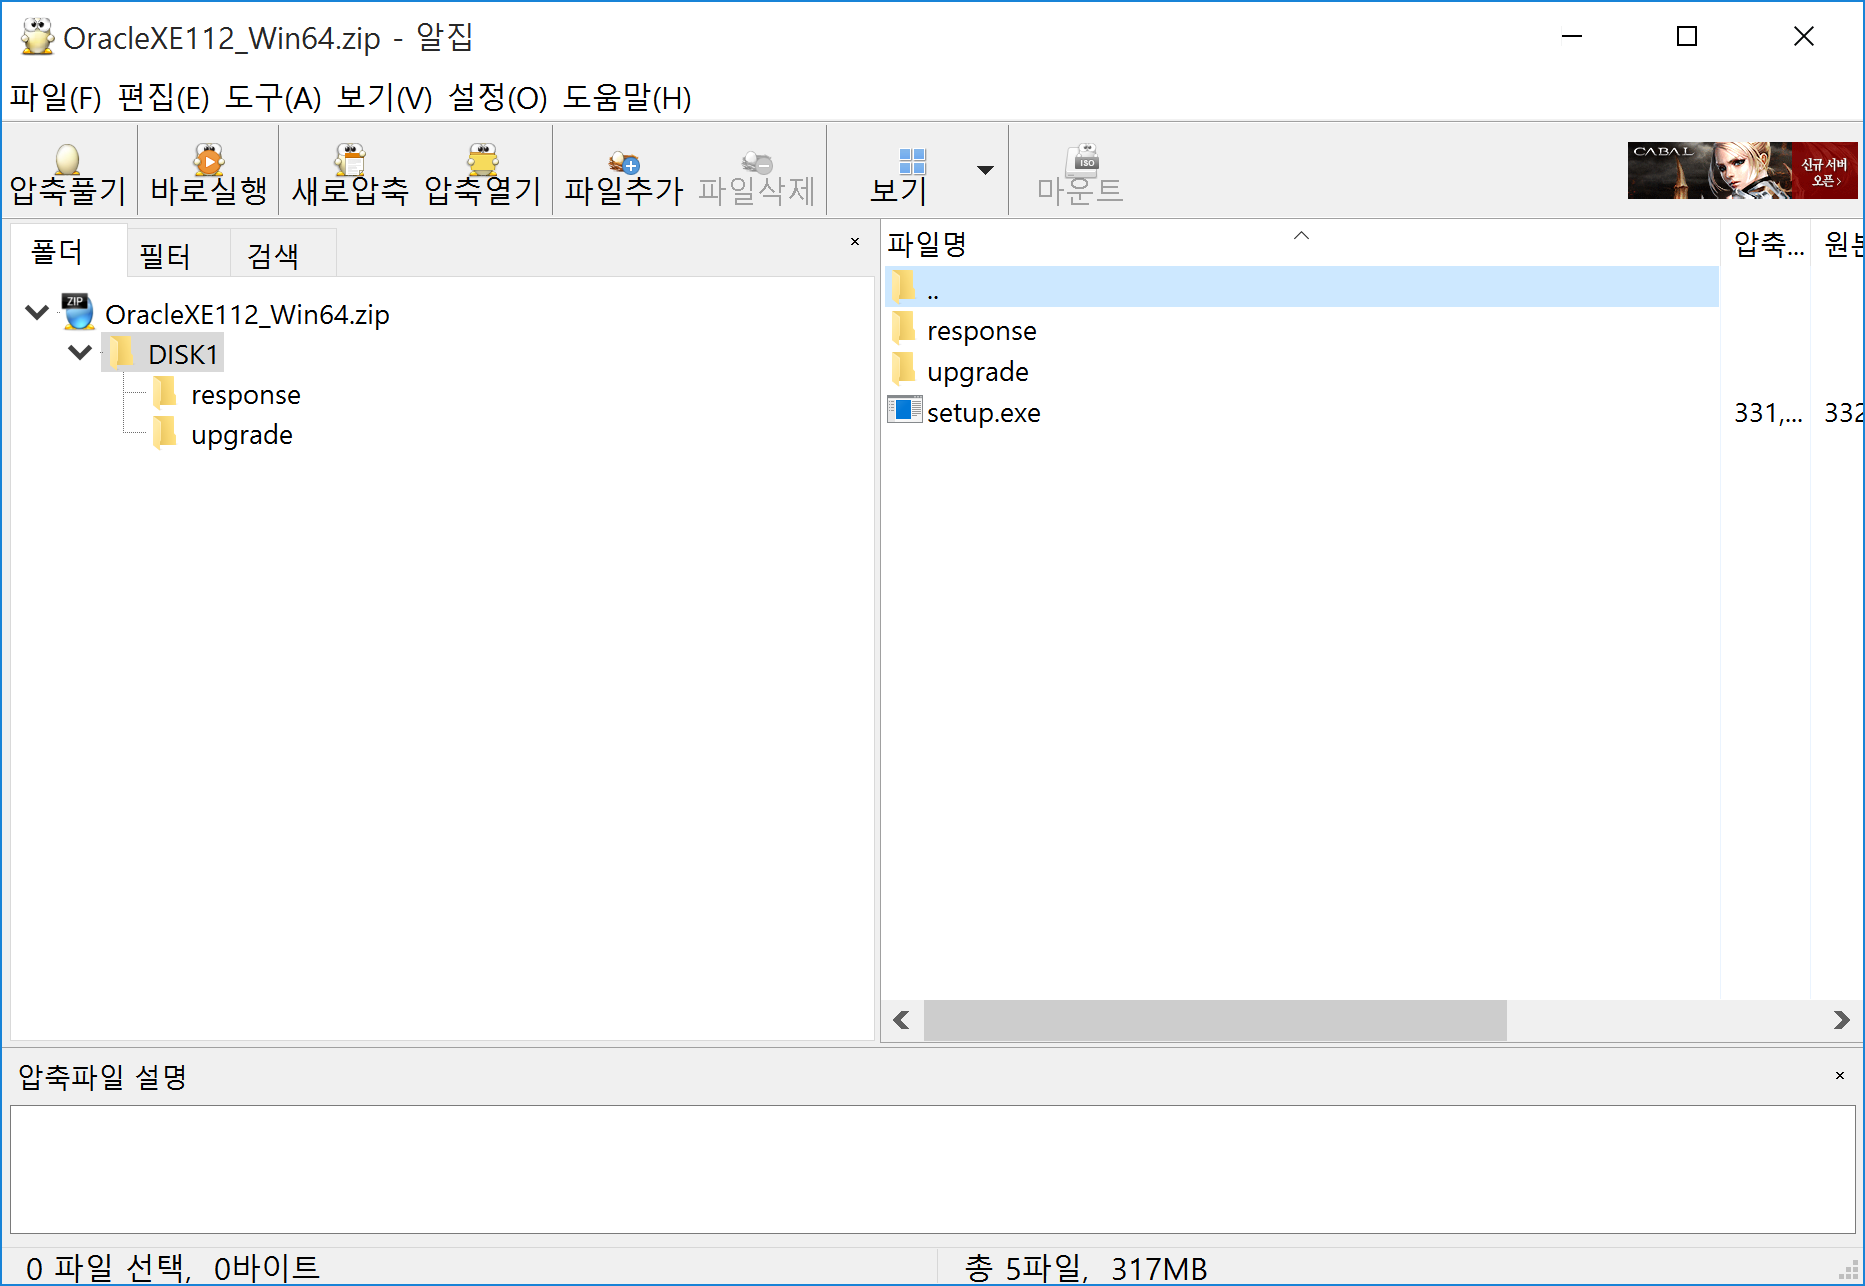 OracleXE112_Win64.zip - 알집
파일(F) 편집(E) 도구(A) 보기(V) 설정(O) 도움말(H)
압축풀기 바로실행 새로압축 압축열기 파일추가 파일삭제 보기 마운트
ISO
CABAL 신규 서버
오픈>
폴더 필터 검색 ×
ZIP OracleXE112_Win64.zip
DISK1
response
upgrade
파일명 압축... 원본
..
response
upgrade
setup.exe 331,... 332
압축파일 설명 ×
0 파일 선택, 0바이트
총 5파일, 317MB